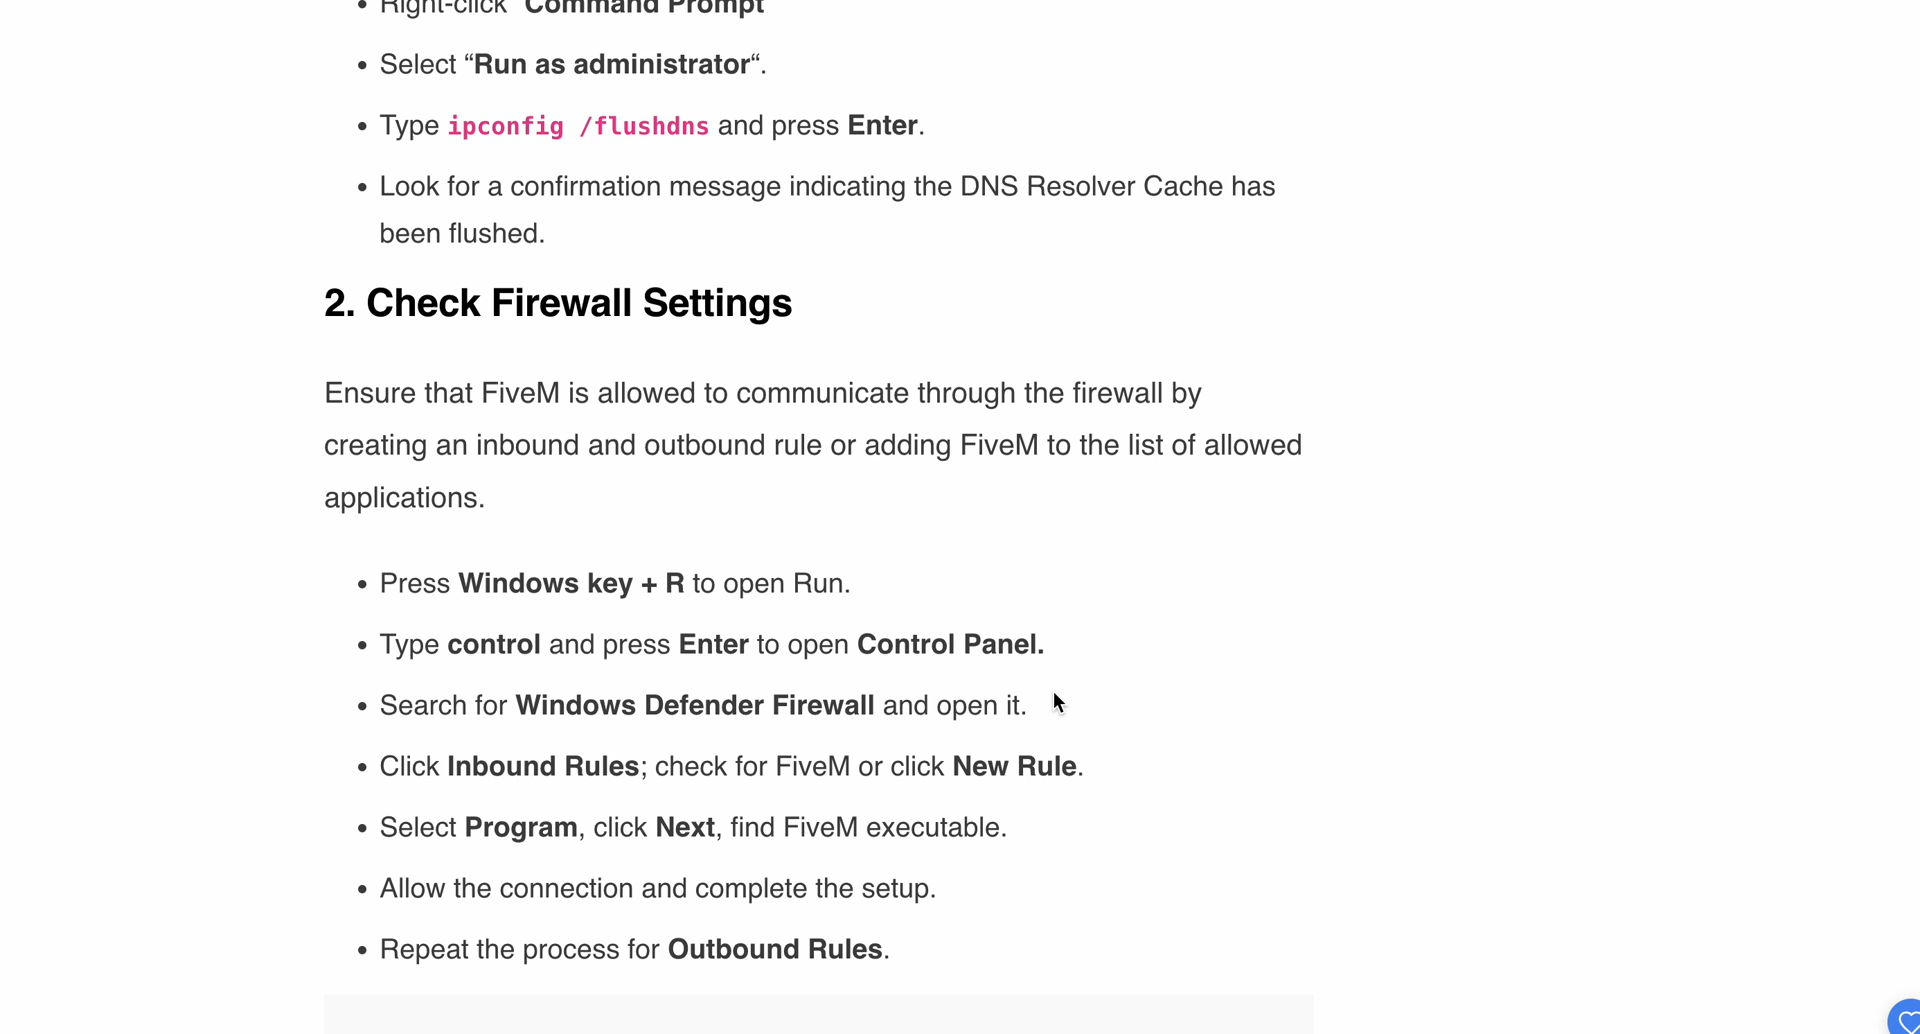 • Right-click “Command Prompt
• Select “Run as administrator“.
• Type ipconfig /flushdns and press Enter.
• Look for a confirmation message indicating the DNS Resolver Cache has
been flushed.
2. Check Firewall Settings
Ensure that FiveM is allowed to communicate through the firewall by
creating an inbound and outbound rule or adding FiveM to the list of allowed
applications.
• Press Windows key + R to open Run.
• Type control and press Enter to open Control Panel.
• Search for Windows Defender Firewall and open it.
• Click Inbound Rules; check for FiveM or click New Rule.
• Select Program, click Next, find FiveM executable.
• Allow the connection and complete the setup.
• Repeat the process for Outbound Rules.